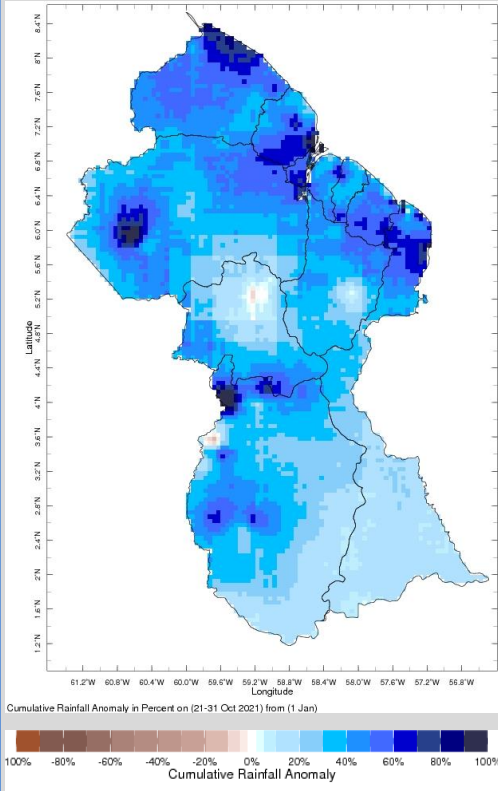 8.4°N
8°N
7.6°N
7.2°N
6.8°N
6.4°N
6.0°N
5.6°N
5.2°N
4.8°N
4.4°N
4°N
3.6°N
3.2°N
2.8°N
2.4°N
2°N
1.6°N
1.2°N
Latitude
61.2°W 60.8°W 60.4°W 60.0°W 59.6°W 59.2°W 58.8°W 58.4°W 58.0°W 57.6°W 57.2°W 56.8°W
Longitude
Cumulative Rainfall Anomaly in Percent on (21-31 Oct 2021) from (1 Jan)
100% -80% -60% -40% -20% 0% 20% 40% 60% 80% 100%
Cumulative Rainfall Anomaly